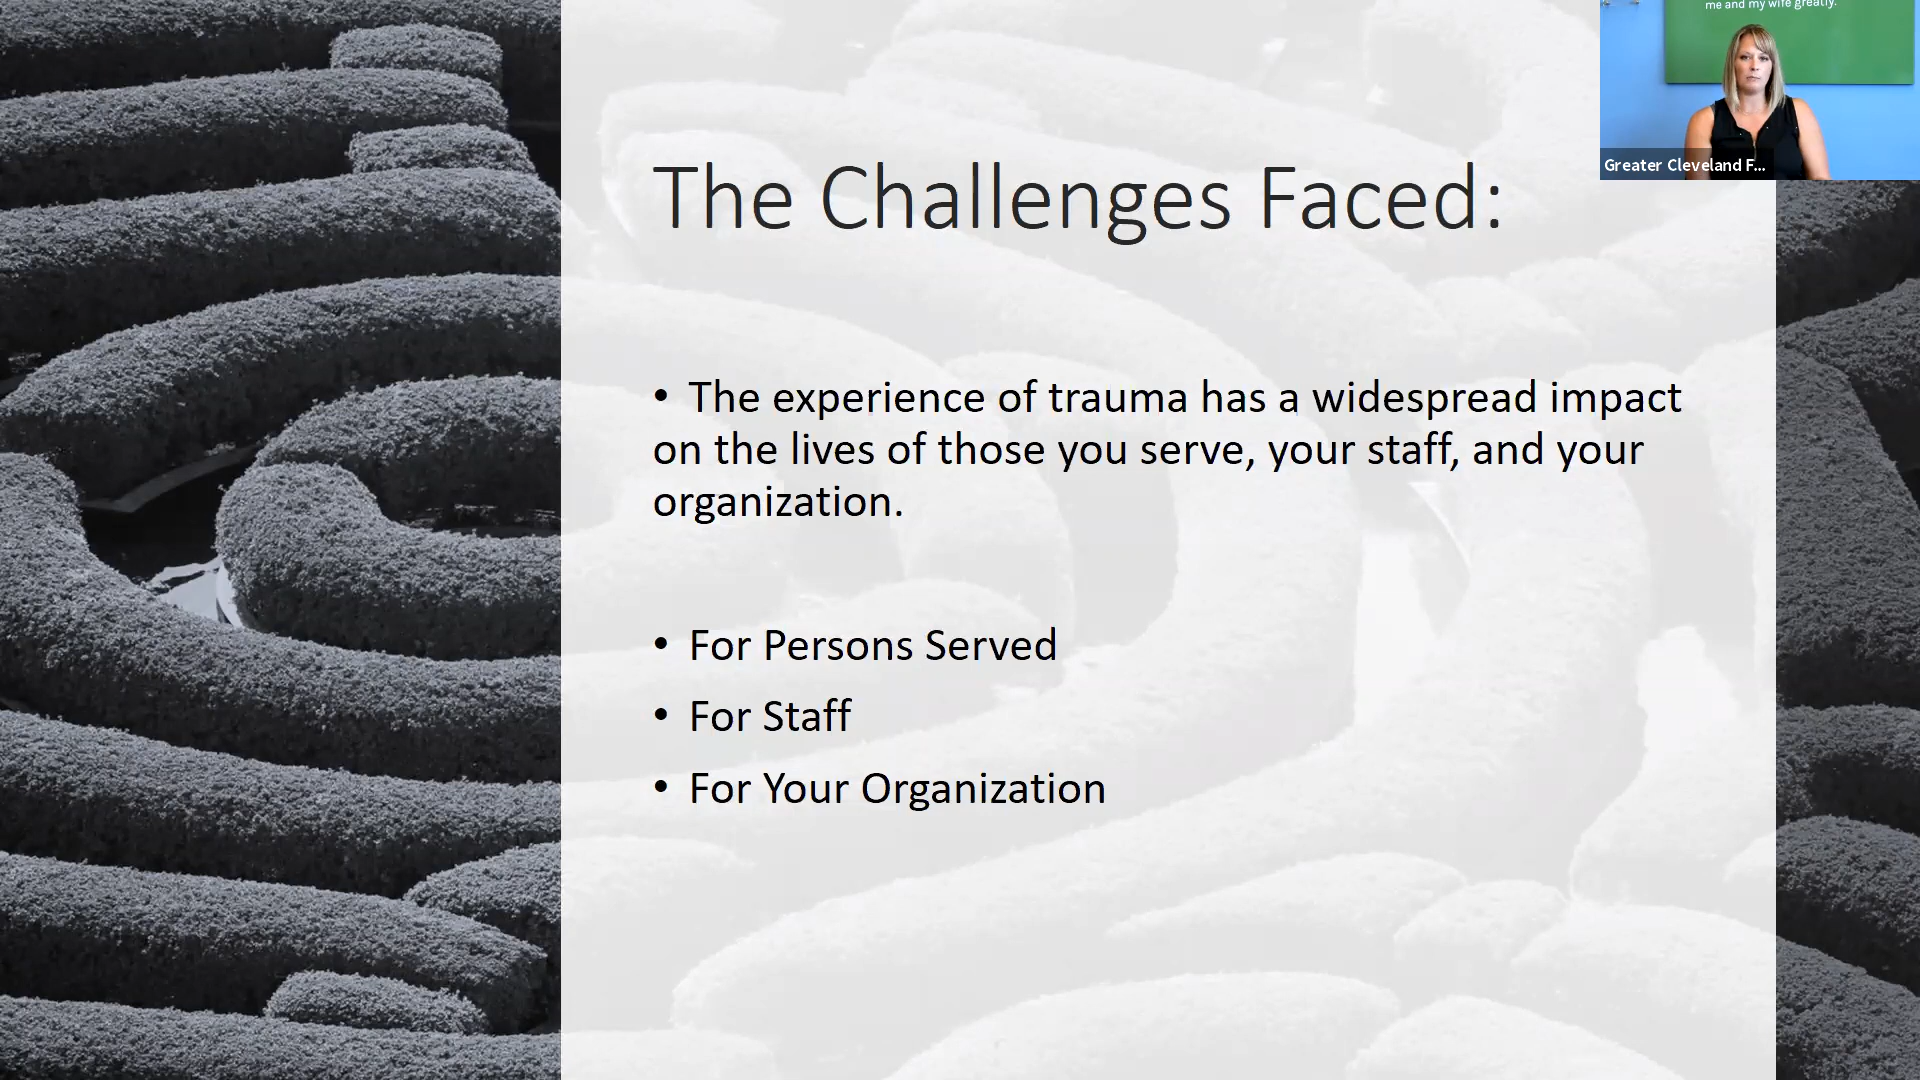 me and my wife greatly.
Greater Cleveland F...
The Challenges Faced:
• The experience of trauma has a widespread impact
on the lives of those you serve, your staff, and your
organization.
• For Persons Served
• For Staff
• For Your Organization